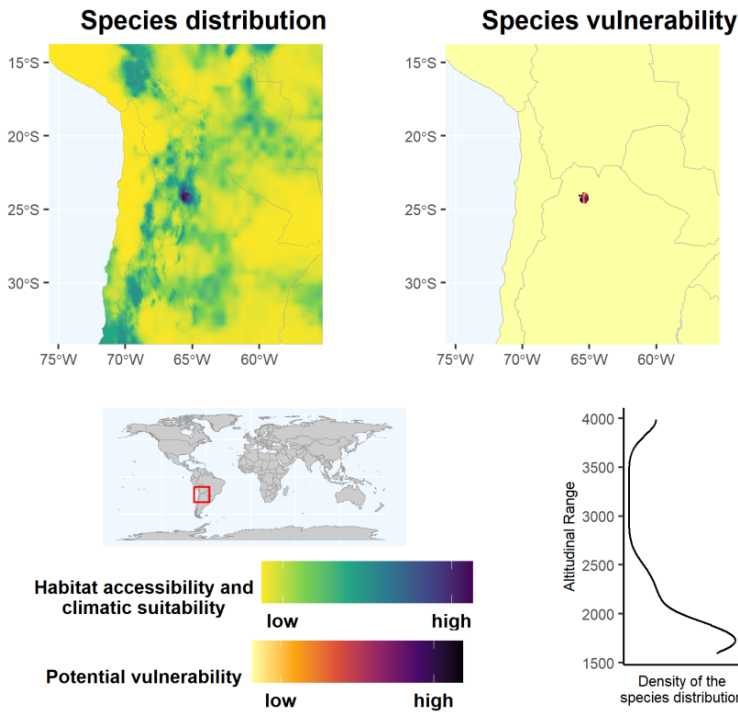 Species distribution
Species vulnerability
15°S
20°S
25°S
30°S
75°W
70°W
65°W
60°W
15°S
20°S
25°S
30°S
75°W
70°W
65°W
60°W
Habitat accessibility and
climatic suitability
low
high
Potential vulnerability
low
high
4000
3500
3000
2500
2000
1500
Altitudinal Range
Density of the
species distribution